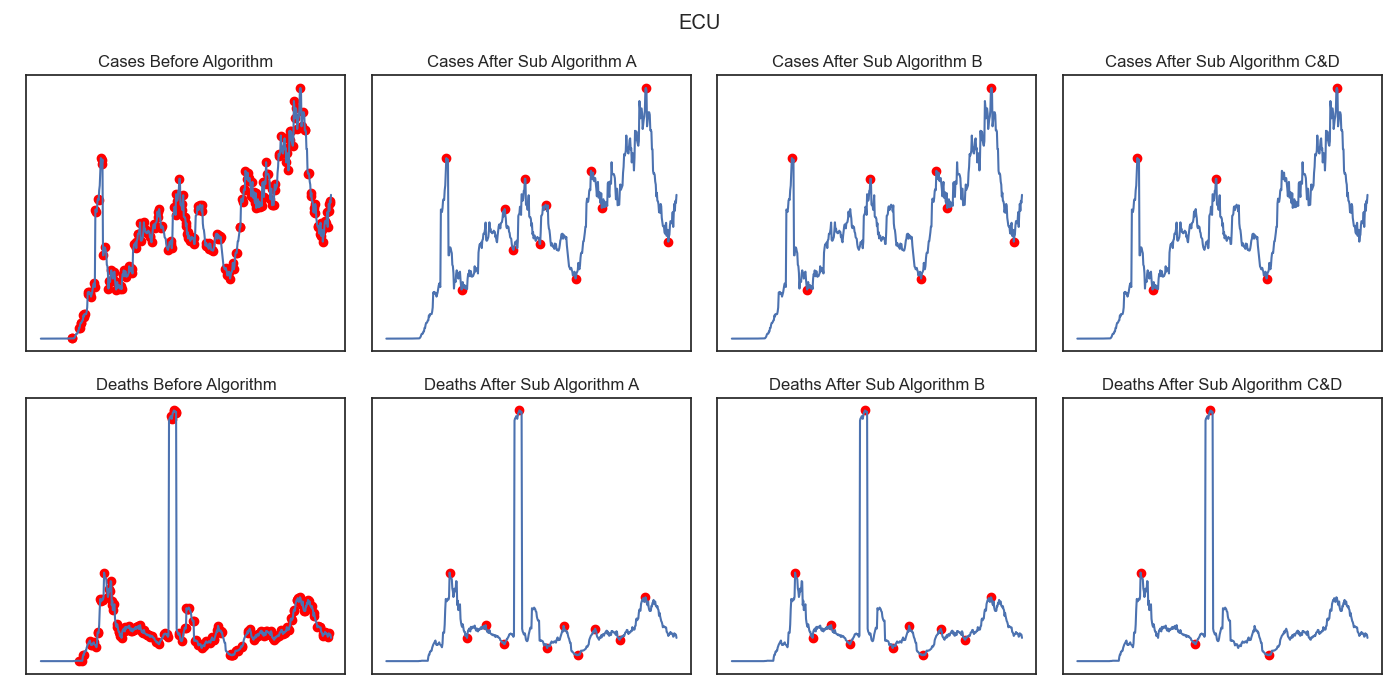 ECU
Cases Before Algorithm
Cases After Sub Algorithm A
Cases After Sub Algorithm B
Cases After Sub Algorithm C&D
Deaths Before Algorithm
Deaths After Sub Algorithm A
Deaths After Sub Algorithm B
Deaths After Sub Algorithm C&D